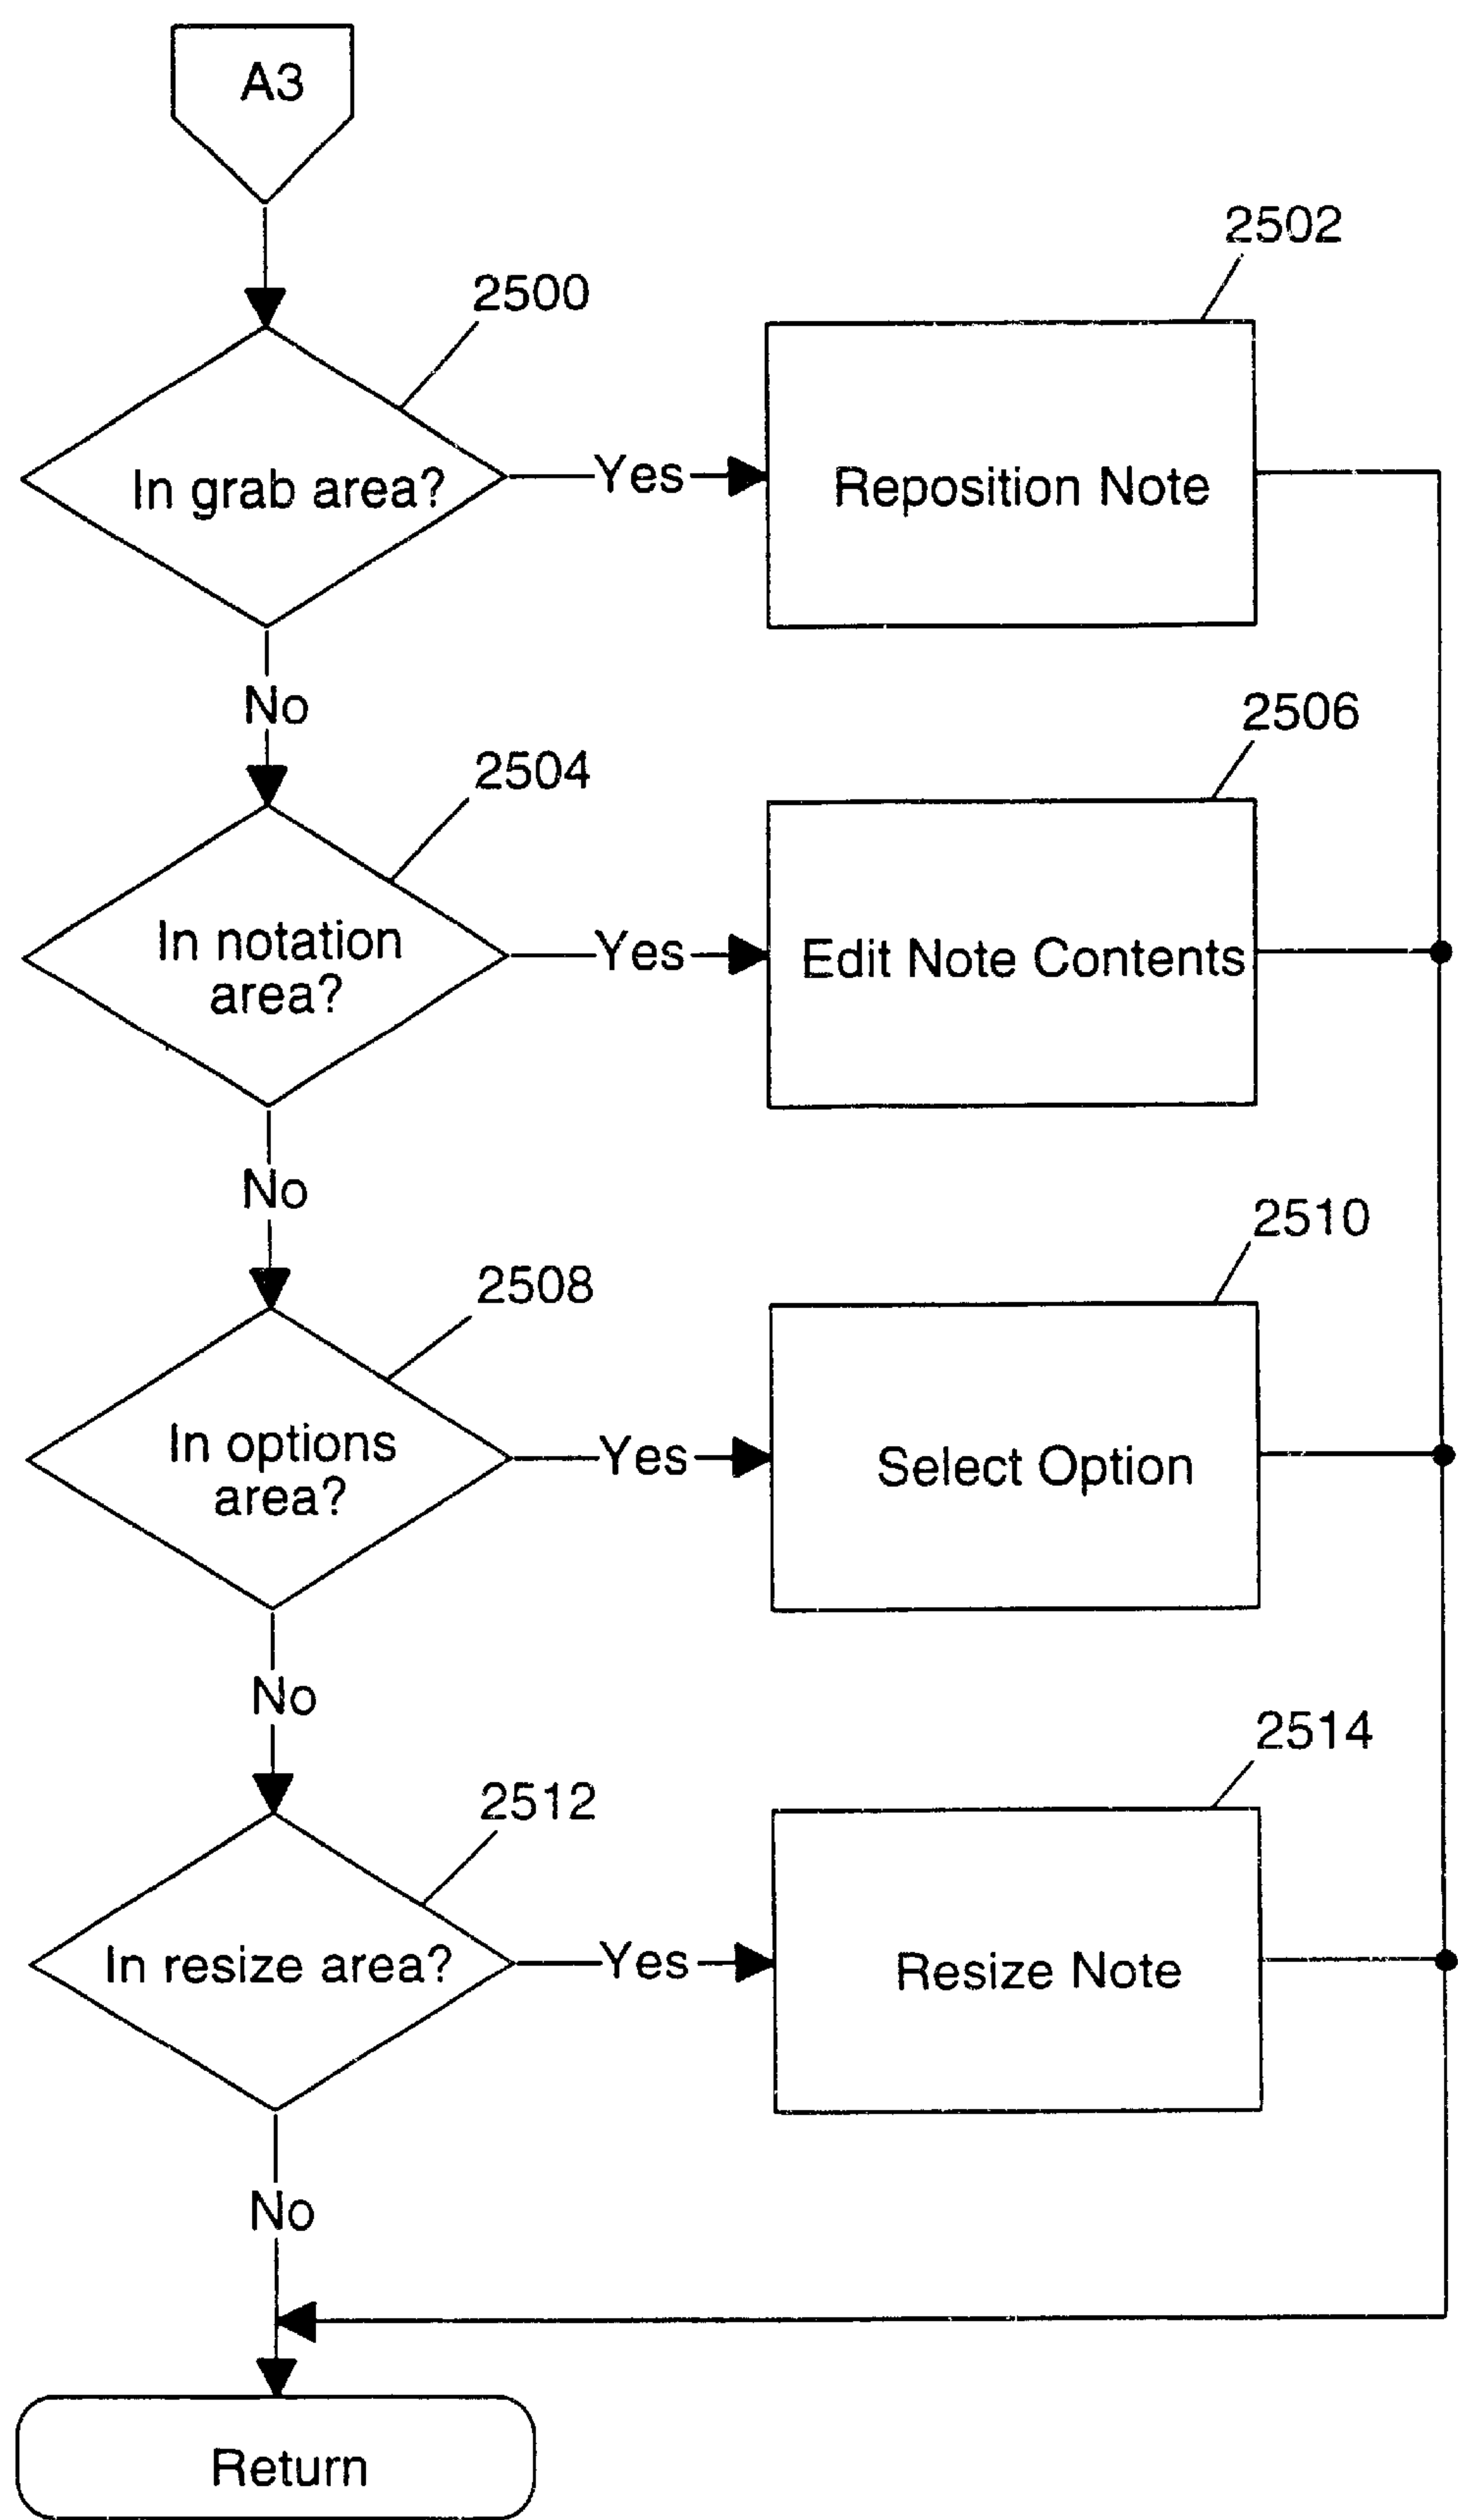 A3
2500
2502
In grab area?
Yes
Reposition Note
No
2504
2506
In notation
area?
Yes
Edit Note Contents
No
2508
2510
In options
area?
Yes
Select Option
No
2512
2514
In resize area?
Yes
Resize Note
No
Return